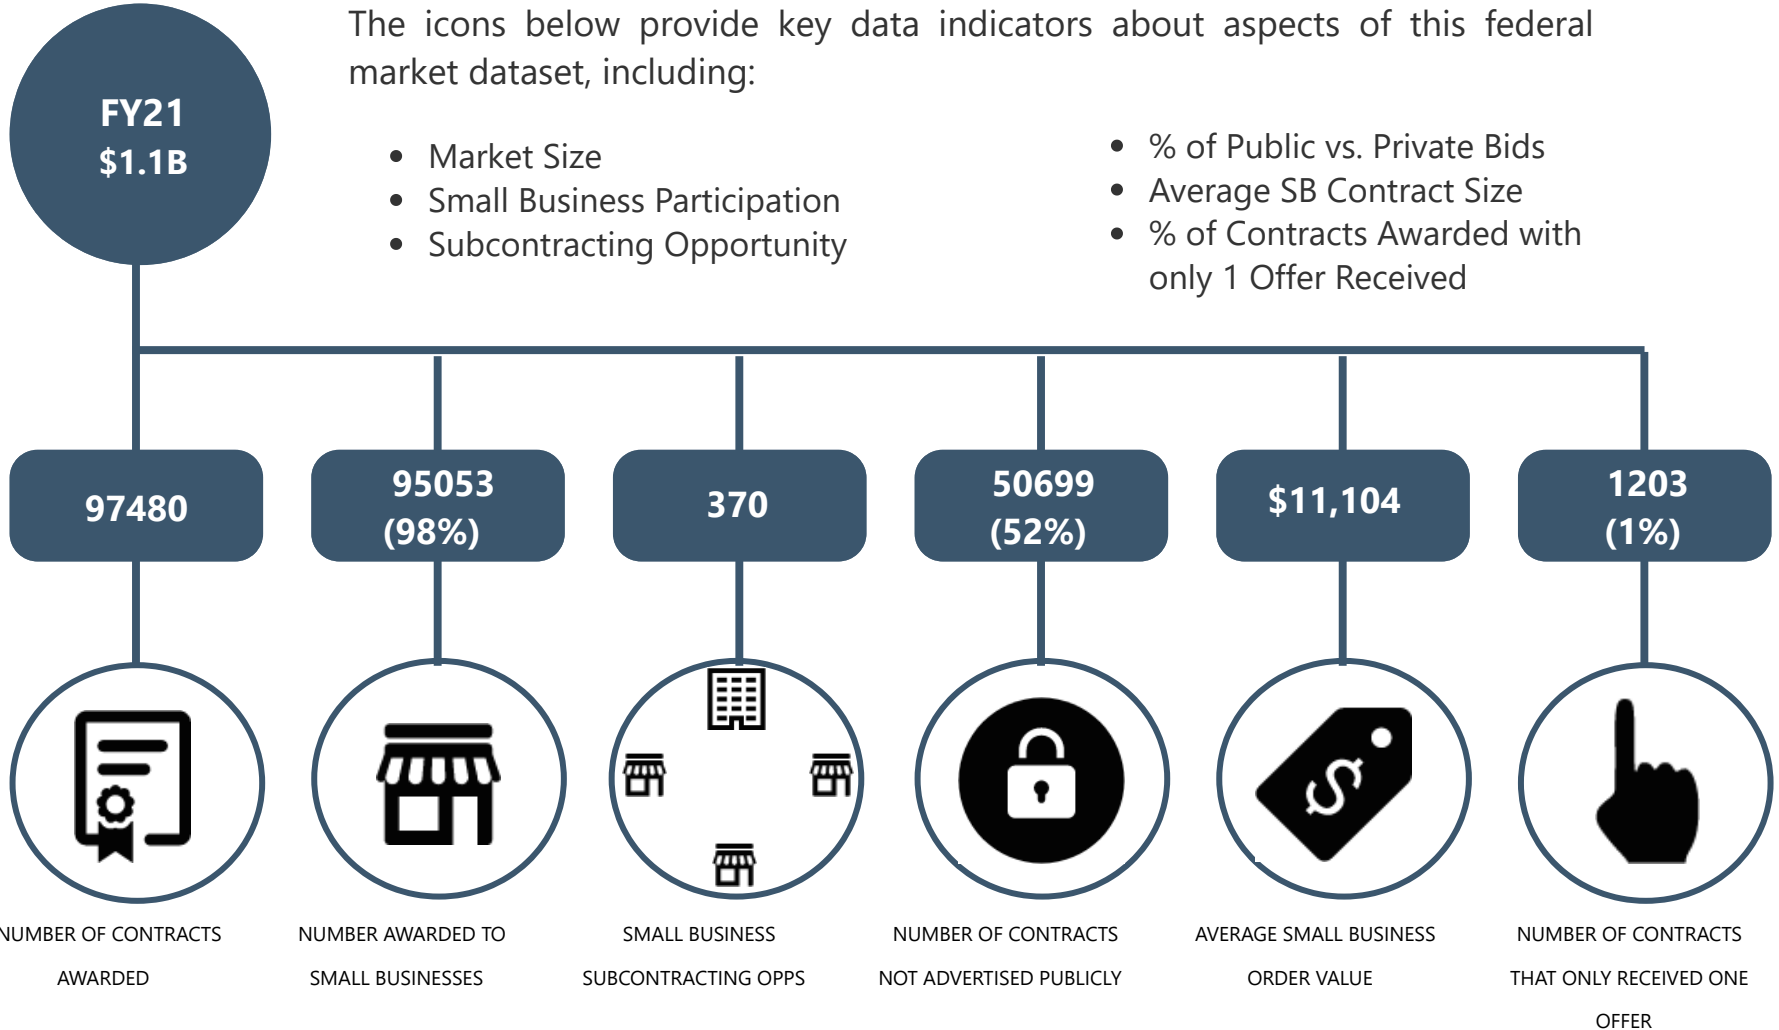 FY21
$1.1B
The icons below provide key data indicators about aspects of this federal
market dataset, including:
• Market Size
• Small Business Participation
• Subcontracting Opportunity
• % of Public vs. Private Bids
• Average SB Contract Size
• % of Contracts Awarded with
only 1 Offer Received
97480
95053
(98%)
370
50699
(52%)
$11,104
1203
(1%)
$
NUMBER OF CONTRACTS
AWARDED
NUMBER AWARDED TO
SMALL BUSINESSES
SMALL BUSINESS
SUBCONTRACTING OPPS
NUMBER OF CONTRACTS
NOT ADVERTISED PUBLICLY
AVERAGE SMALL BUSINESS
ORDER VALUE
NUMBER OF CONTRACTS
THAT ONLY RECEIVED ONE
OFFER